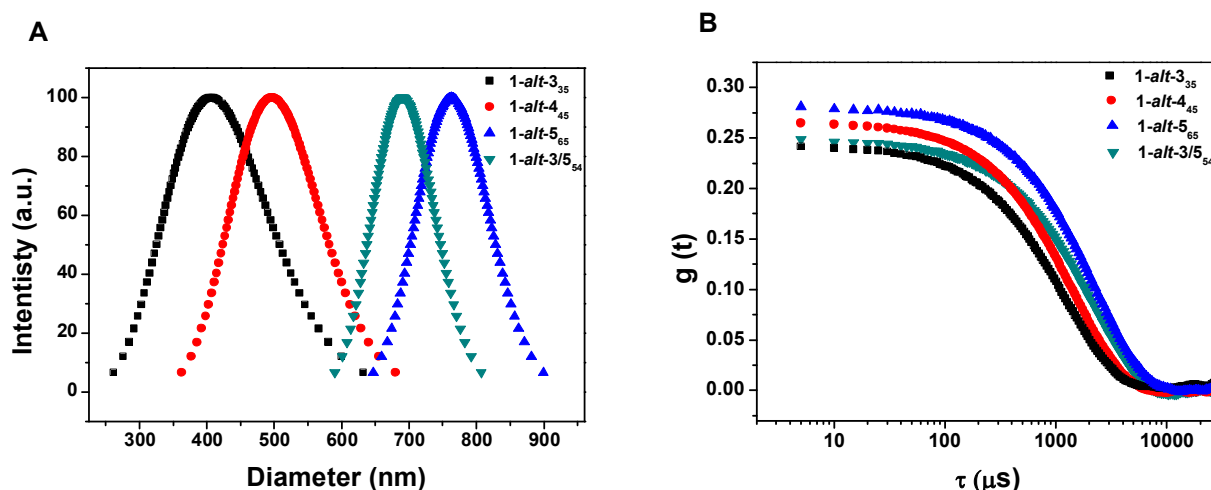 A
Intentisty (a.u.)
100
80
60
40
20
0
1-alt-3₃₅
1-alt-4₄₅
1-alt-5₆₅
1-alt-3/5₅₄
300 400 500 600 700 800 900
Diameter (nm)
B
g (t)
0.30
0.25
0.20
0.15
0.10
0.05
0.00
1-alt-3₃₅
1-alt-4₄₅
1-alt-5₆₅
1-alt-3/5₅₄
10 100 1000 10000
τ (μs)